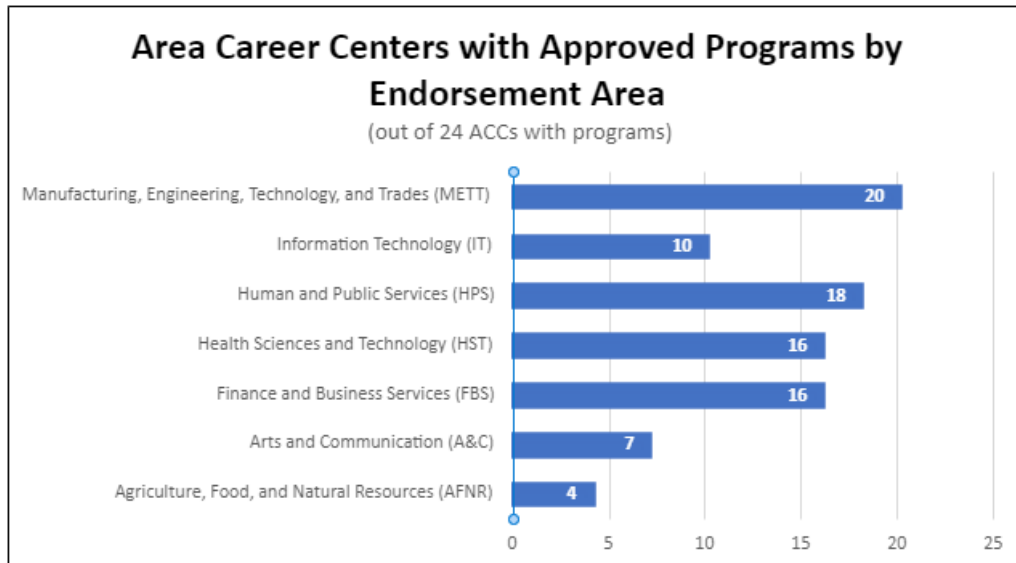 Area Career Centers with Approved Programs by
Endorsement Area
(out of 24 ACCs with programs)
Manufacturing, Engineering, Technology, and Trades (METT) 20
Information Technology (IT) 10
Human and Public Services (HPS) 18
Health Sciences and Technology (HST) 16
Finance and Business Services (FBS) 16
Arts and Communication (A&C) 7
Agriculture, Food, and Natural Resources (AFNR) 4
0 5 10 15 20 25